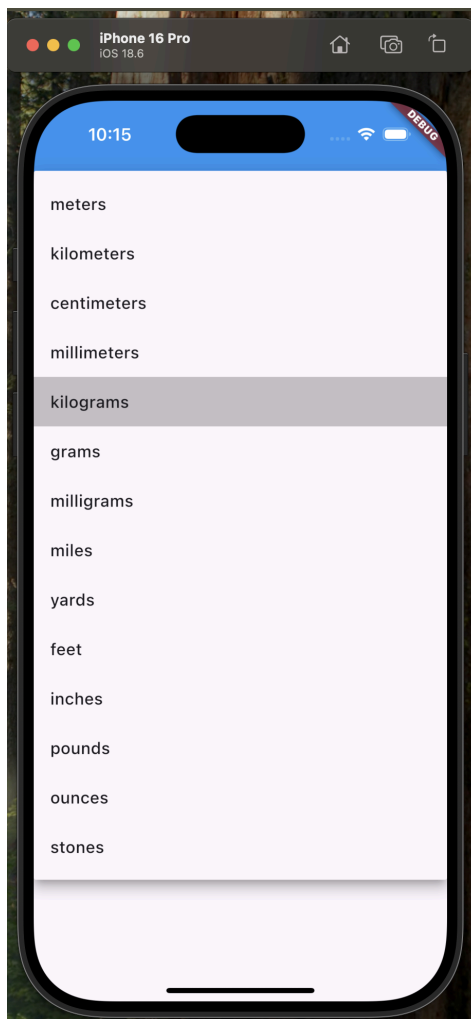 iPhone 16 Pro
iOS 18.6
10:15
DEBUG
meters
kilometers
centimeters
millimeters
kilograms
grams
milligrams
miles
yards
feet
inches
pounds
ounces
stones